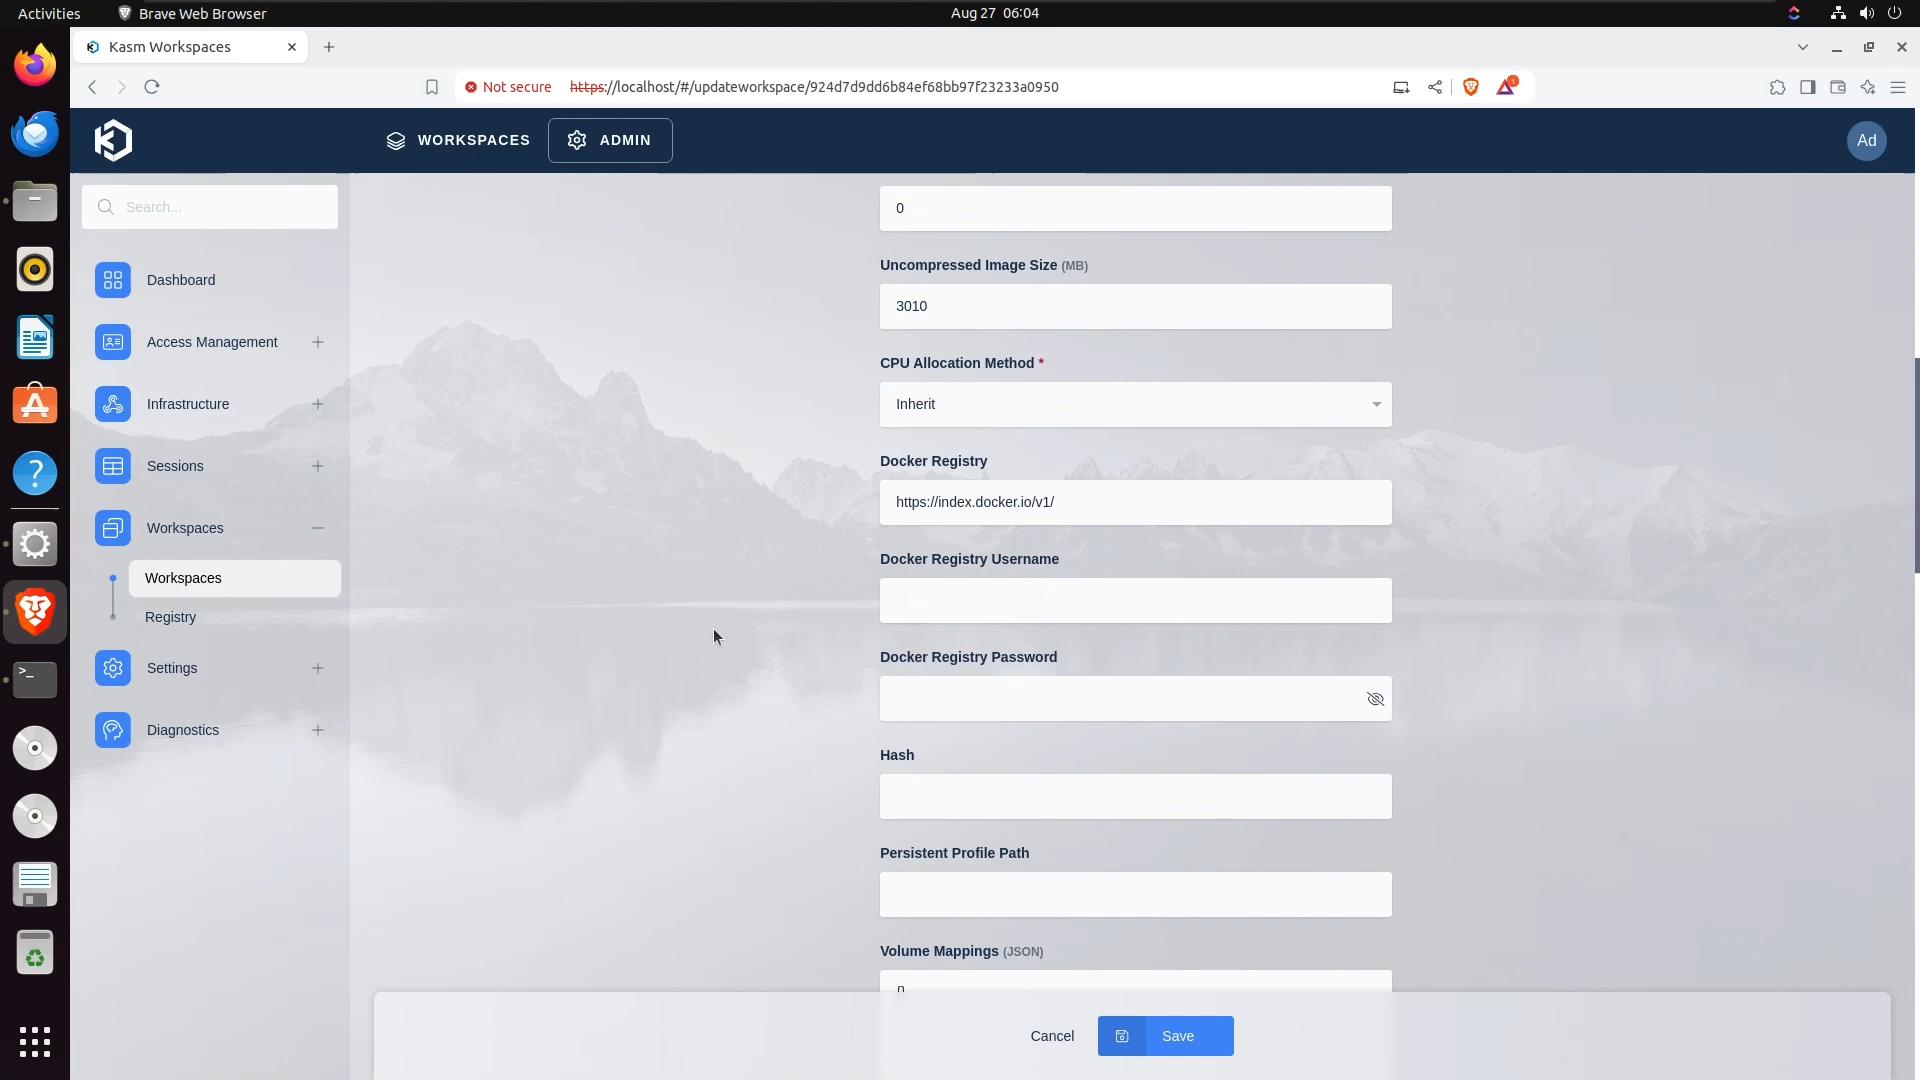 Activities
Brave Web Browser
Aug 27 06:04
Kasm Workspaces
Not secure
https://localhost/#/updateworkspace/924d7d9dd6b84ef68bb97f23233a0950
1
WORKSPACES
ADMIN
Ad
Search...
Dashboard
Access Management
Infrastructure
Sessions
Workspaces
Workspaces
Registry
Settings
Diagnostics
0
Uncompressed Image Size (MB)
3010
CPU Allocation Method *
Inherit
Docker Registry
https://index.docker.io/v1/
Docker Registry Username
Docker Registry Password
Hash
Persistent Profile Path
Volume Mappings (JSON)
Cancel
Save